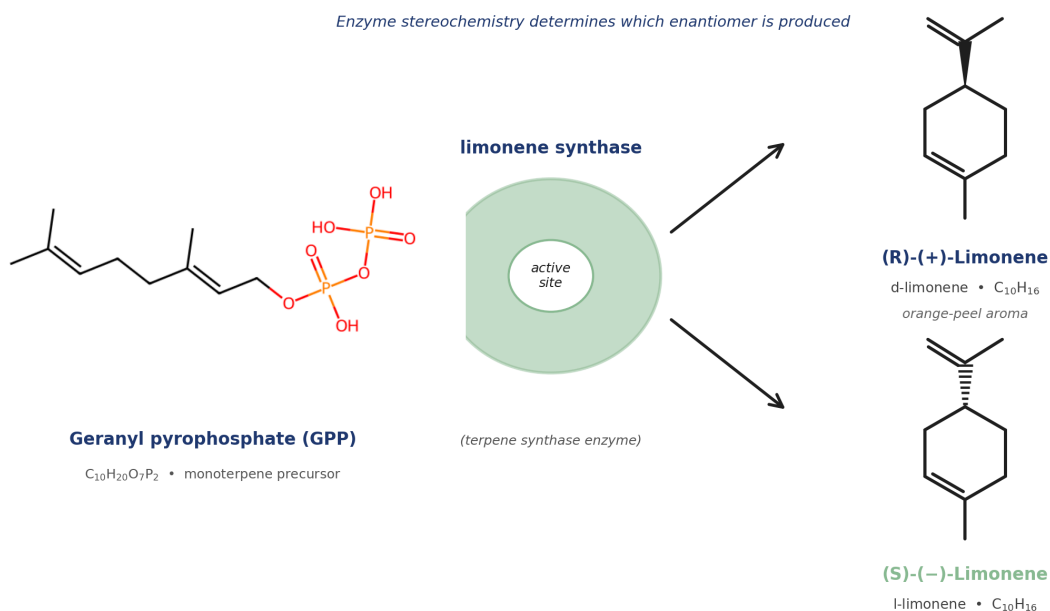 Enzyme stereochemistry determines which enantiomer is produced
limonene synthase
OH
HO
P
O
O
P
O
O
OH
active
site
Geranyl pyrophosphate (GPP)
C₁₀H₂₀O₇P₂ • monoterpene precursor
(terpene synthase enzyme)
(R)-(+)-Limonene
d-limonene • C₁₀H₁₆
orange-peel aroma
(S)-(−)-Limonene
l-limonene • C₁₀H₁₆